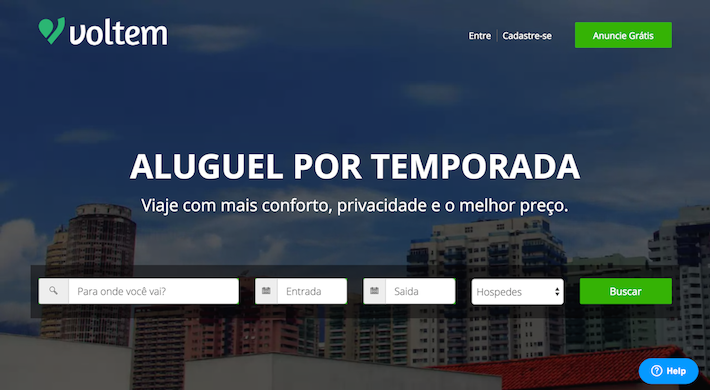 voltem
Entre
Cadastre-se
Anuncie Grátis
ALUGUEL POR TEMPORADA
Viaje com mais conforto, privacidade e o melhor preço.
Para onde você vai?
Entrada
Saida
Hospedes
Buscar
Help